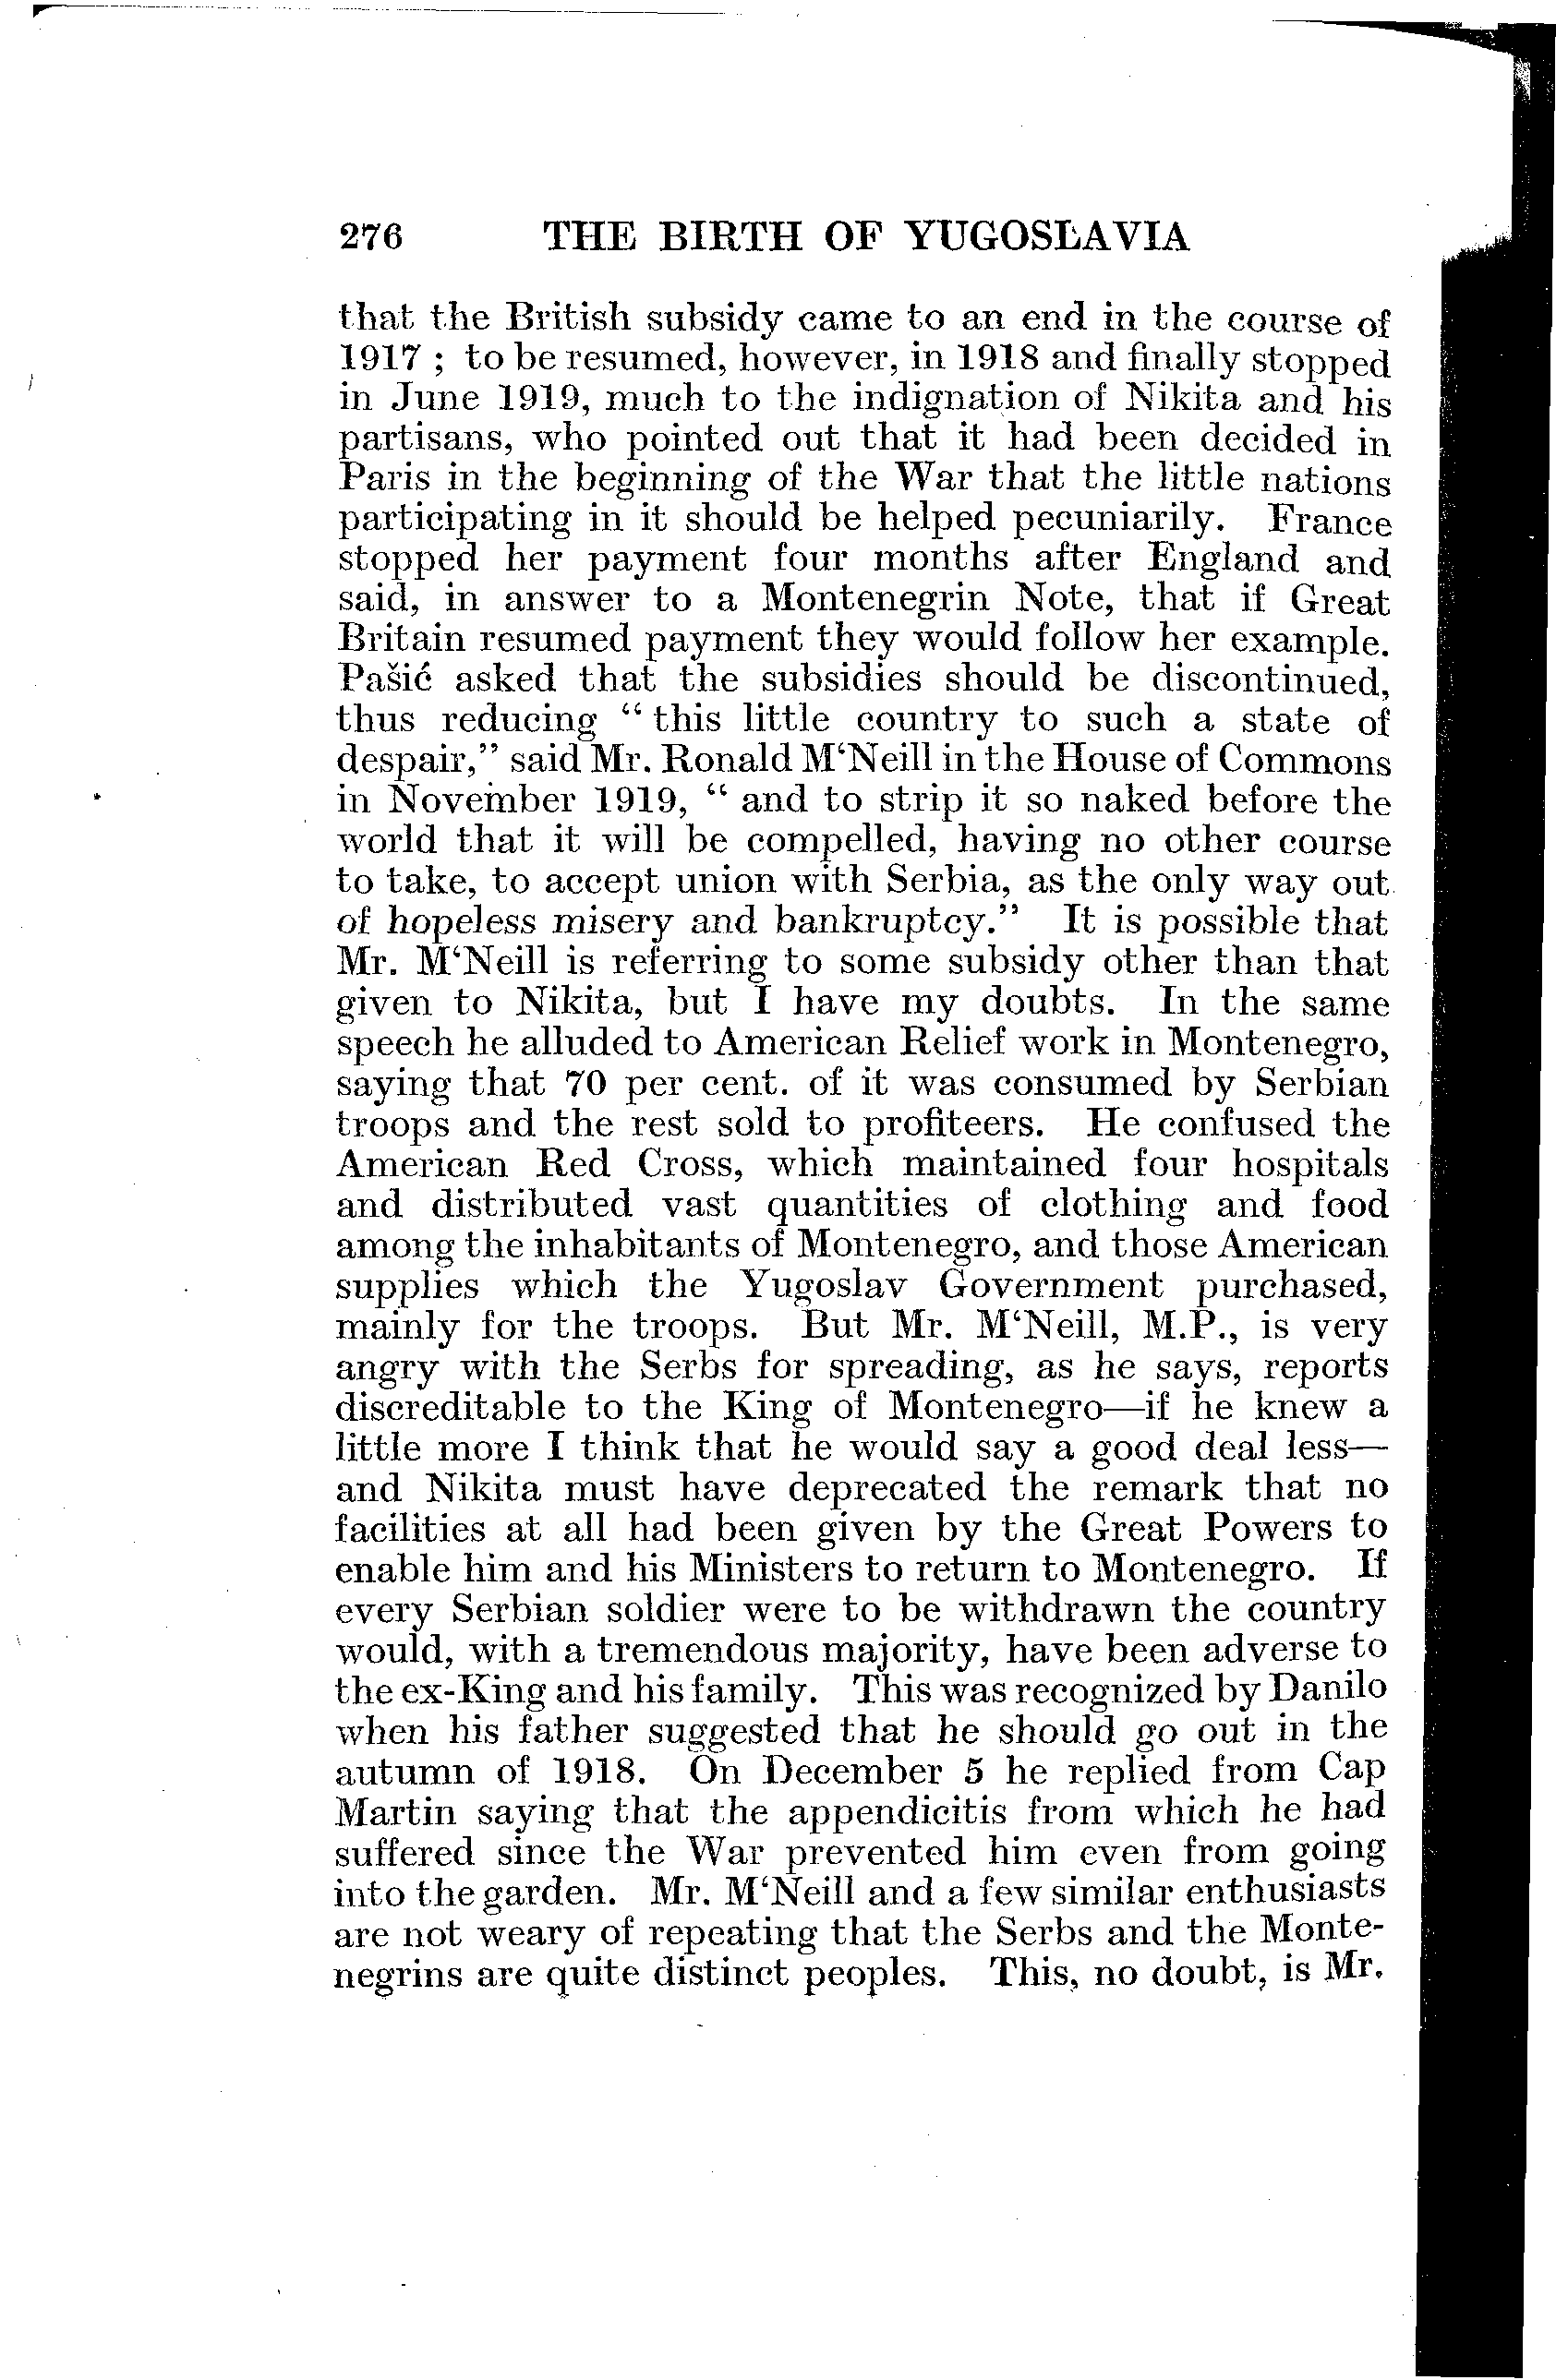 276 THE BIRTH OF YUGOSLAVIA
that the British subsidy came to an end in the course of
1917 ; to be resumed, however, in 1918 and finally stopped
in June 1919, much to the indignation of Nikita and his
partisans, who pointed out that it had been decided in
Paris in the beginning of the War that the little nations
participating in it should be helped pecuniarily. France
stopped her payment four months after England and
said, in answer to a Montenegrin Note, that if Great
Britain resumed payment they would follow her example.
Pašić asked that the subsidies should be discontinued,
thus reducing “ this little country to such a state of
despair,” said Mr. Ronald M‘Neill in the House of Commons
in November 1919, “ and to strip it so naked before the
world that it will be compelled, having no other course
to take, to accept union with Serbia, as the only way out
of hopeless misery and bankruptcy.” It is possible that
Mr. M‘Neill is referring to some subsidy other than that
given to Nikita, but I have my doubts. In the same
speech he alluded to American Relief work in Montenegro,
saying that 70 per cent. of it was consumed by Serbian
troops and the rest sold to profiteers. He confused the
American Red Cross, which maintained four hospitals
and distributed vast quantities of clothing and food
among the inhabitants of Montenegro, and those American
supplies which the Yugoslav Government purchased,
mainly for the troops. But Mr. M‘Neill, M.P., is very
angry with the Serbs for spreading, as he says, reports
discreditable to the King of Montenegro—if he knew a
little more I think that he would say a good deal less—
and Nikita must have deprecated the remark that no
facilities at all had been given by the Great Powers to
enable him and his Ministers to return to Montenegro. If
every Serbian soldier were to be withdrawn the country
would, with a tremendous majority, have been adverse to
the ex-King and his family. This was recognized by Danilo
when his father suggested that he should go out in the
autumn of 1918. On December 5 he replied from Cap
Martin saying that the appendicitis from which he had
suffered since the War prevented him even from going
into the garden. Mr. M‘Neill and a few similar enthusiasts
are not weary of repeating that the Serbs and the Monte-
negrins are quite distinct peoples. This, no doubt, is Mr.